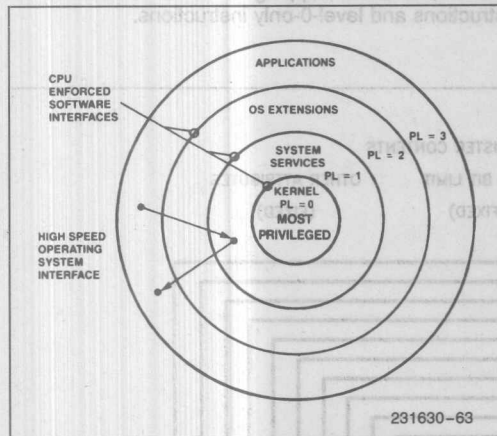 APPLICATIONS
CPU
ENFORCED
SOFTWARE
INTERFACES
OS EXTENSIONS
PL = 3
PL = 2
SYSTEM
SERVICES
PL = 1
KERNEL
PL = 0
MOST
PRIVILEGED
HIGH SPEED
OPERATING
SYSTEM
INTERFACE
231630-63